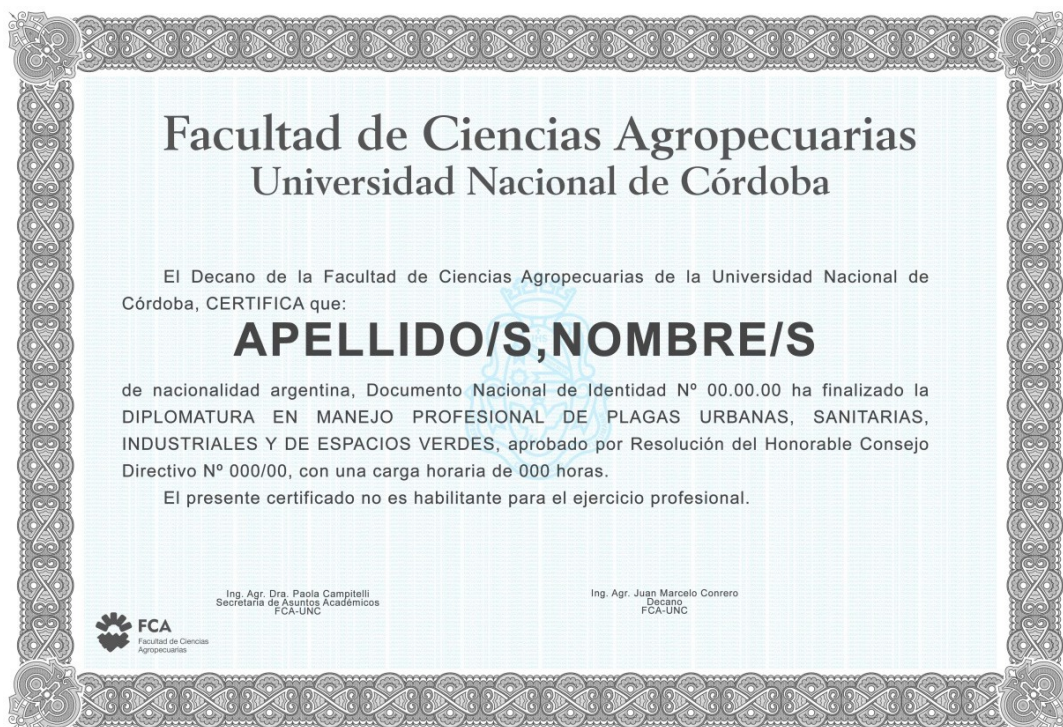 Facultad de Ciencias Agropecuarias
Universidad Nacional de Córdoba
El Decano de la Facultad de Ciencias Agropecuarias de la Universidad Nacional de
Córdoba, CERTIFICA que:
APELLIDO/S,NOMBRE/S
de nacionalidad argentina, Documento Nacional de Identidad Nº 00.00.00 ha finalizado la
DIPLOMATURA EN MANEJO PROFESIONAL DE PLAGAS URBANAS, SANITARIAS,
INDUSTRIALES Y DE ESPACIOS VERDES, aprobado por Resolución del Honorable Consejo
Directivo Nº 000/00, con una carga horaria de 000 horas.
El presente certificado no es habilitante para el ejercicio profesional.
Ing. Agr. Dra. Paola Campitelli
Secretaria de Asuntos Académicos
FCA-UNC
Ing. Agr. Juan Marcelo Conrero
Decano
FCA-UNC
FCA
Facultad de Ciencias
Agropecuarias